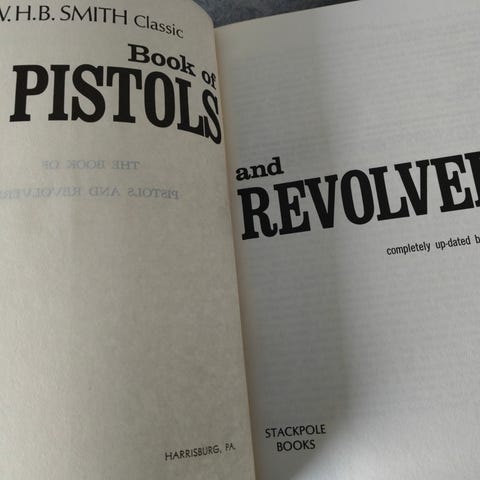 W.H.B. SMITH Classic
Book of
PISTOLS
THE BOOK OF
PISTOLS AND REVOLVERS
HARRISBURG, PA.
and
REVOLVE
completely up-dated b
STACKPOLE
BOOKS